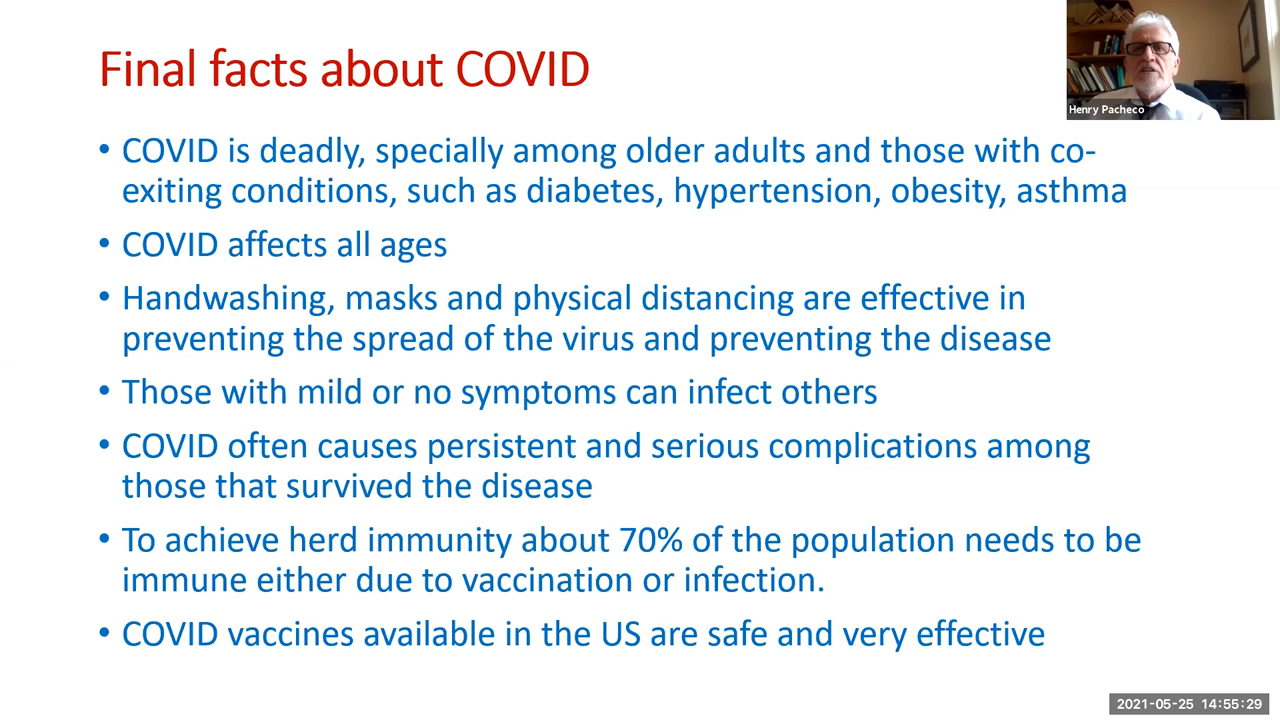 Final facts about COVID
Henry Pacheco
• COVID is deadly, specially among older adults and those with co-
exiting conditions, such as diabetes, hypertension, obesity, asthma
• COVID affects all ages
• Handwashing, masks and physical distancing are effective in
preventing the spread of the virus and preventing the disease
• Those with mild or no symptoms can infect others
• COVID often causes persistent and serious complications among
those that survived the disease
• To achieve herd immunity about 70% of the population needs to be
immune either due to vaccination or infection.
• COVID vaccines available in the US are safe and very effective
2021-05-25 14:55:29